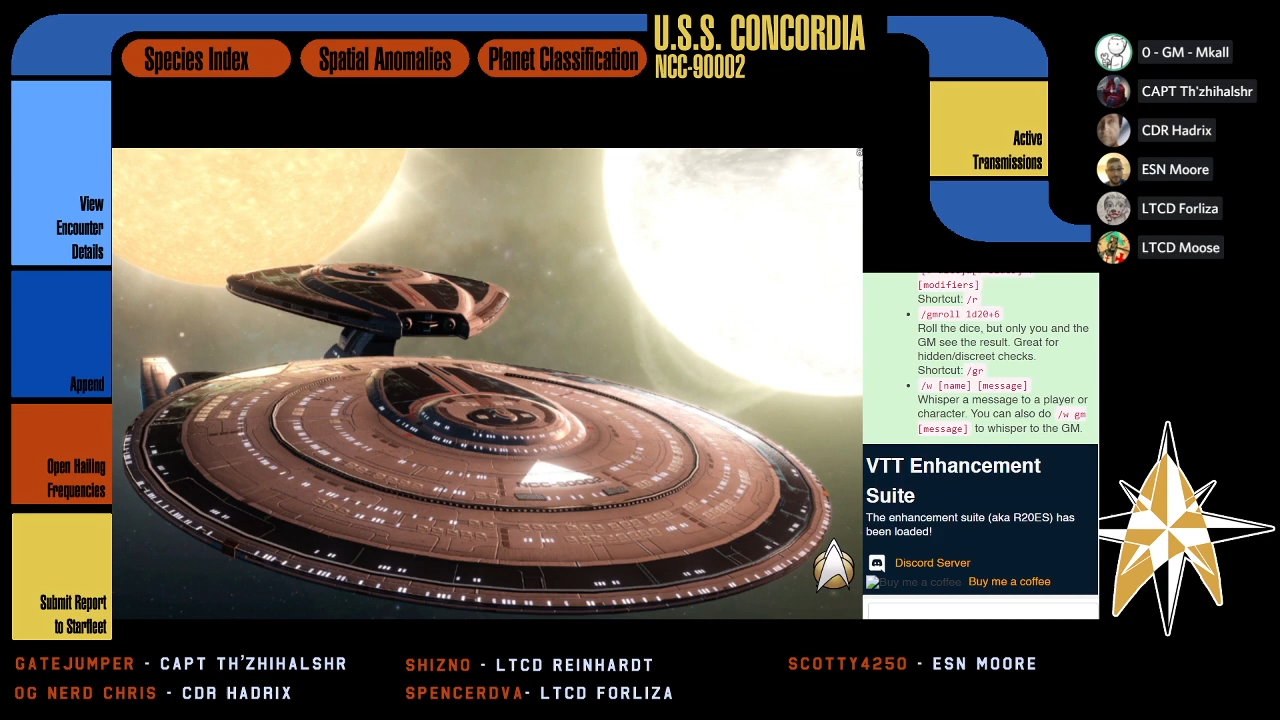 U.S.S. CONCORDIA
NCC-90002
Species Index
Spatial Anomalies
Planet Classification
View
Encounter
Details
Append
Open Hailing
Frequencies
Submit Report
to Starfleet
Active
Transmissions
0 - GM - Mkall
CAPT Th'zhihalshr
CDR Hadrix
ESN Moore
LTCD Forliza
LTCD Moose
[modifiers]
Shortcut: /r
/gmroll 1d20+6
Roll the dice, but only you and the
GM see the result. Great for
hidden/discreet checks.
Shortcut: /gr
/w [name] [message]
Whisper a message to a player or
character. You can also do /w gm
[message] to whisper to the GM.
VTT Enhancement
Suite
The enhancement suite (aka R20ES) has
been loaded!
Discord Server
Buy me a coffee Buy me a coffee
GATEJUMPER - CAPT TH'ZHIHALSHR
SHIZNO - LTCD REINHARDT
SCOTTY4250 - ESN MOORE
OG NERD CHRIS - CDR HADRIX
SPENCERDVA- LTCD FORLIZA